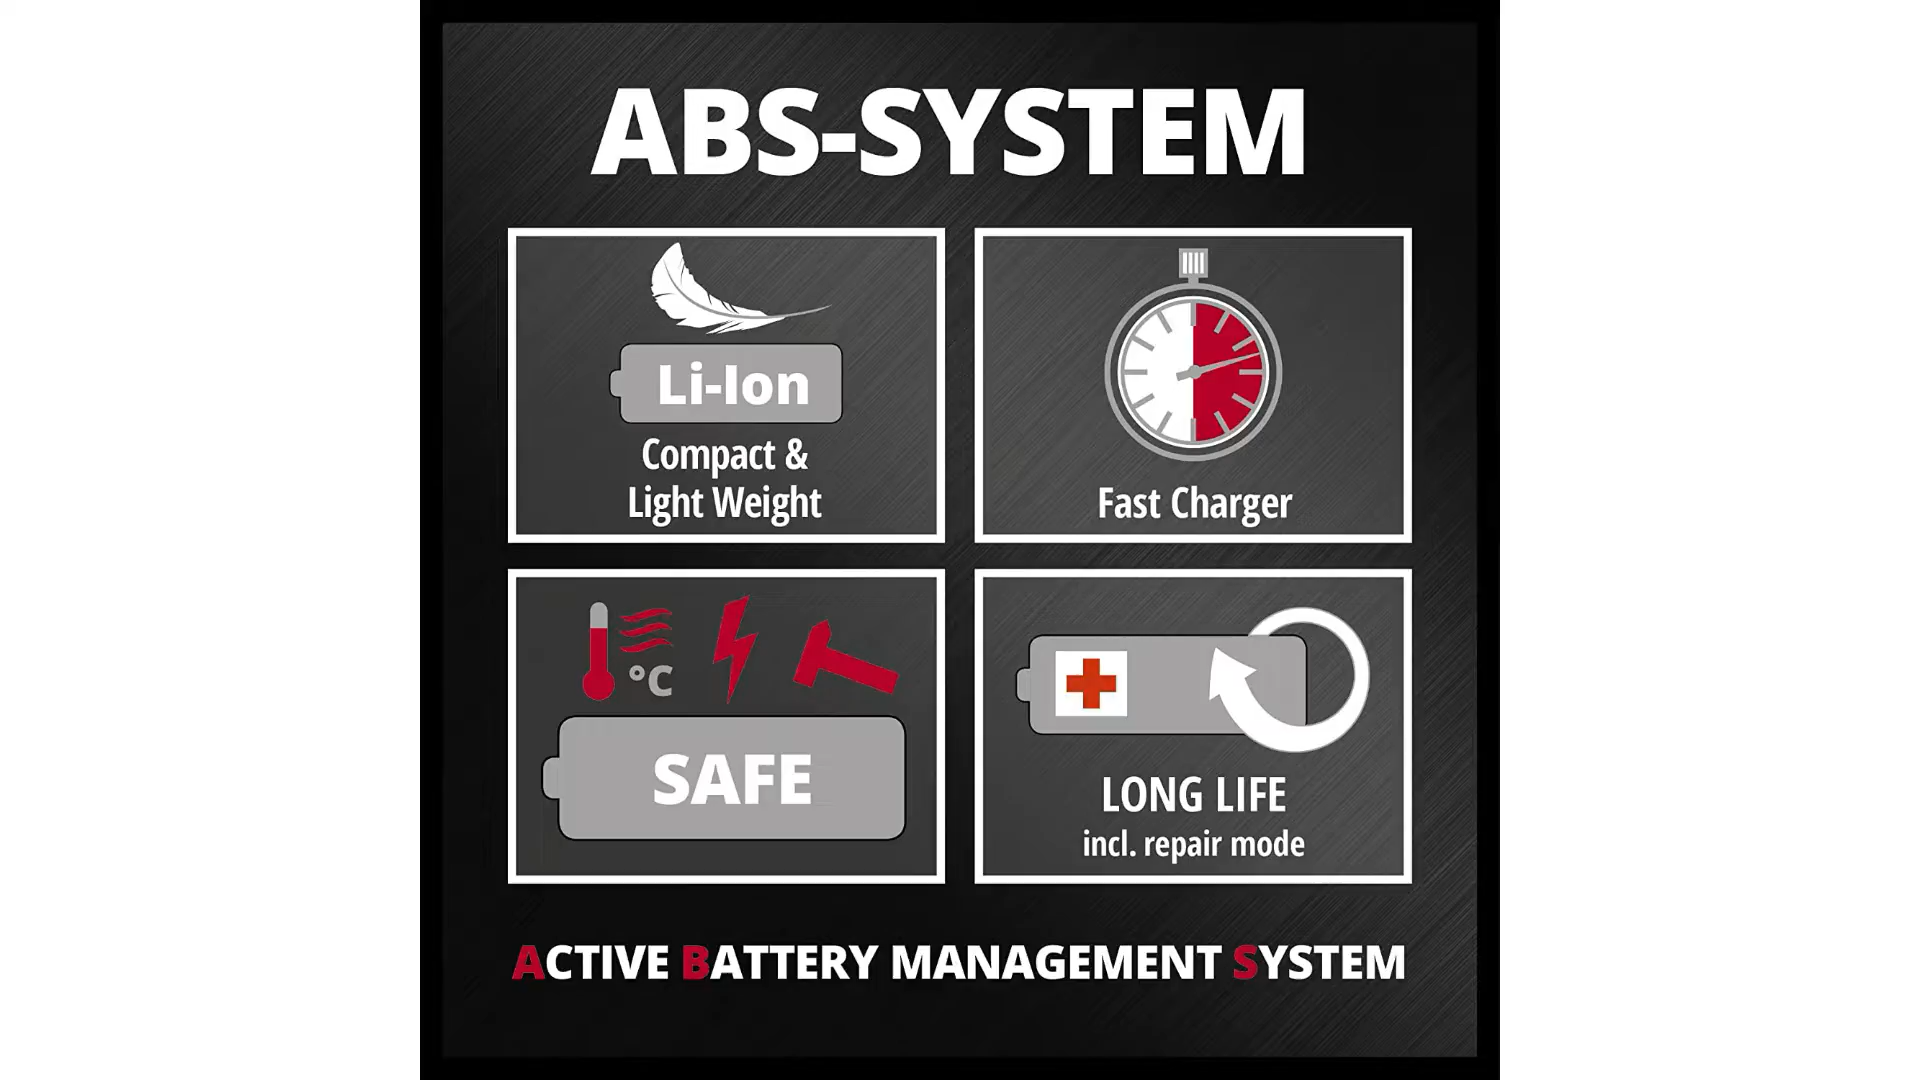 ABS-SYSTEM
Li-Ion
Compact &
Light Weight
Fast Charger
°C
SAFE
LONG LIFE
incl. repair mode
ACTIVE BATTERY MANAGEMENT SYSTEM